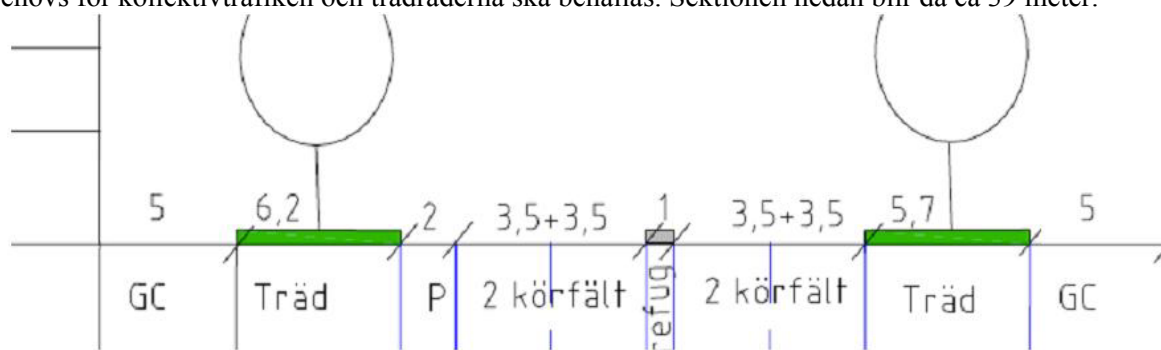 för kollektivtrafiken och trädraderna ska behållas. Sektionen nedan blir då ca 39 meter.
5 6,2 2 3,5+3,5 1 3,5+3,5 5,7 5
GC Träd P 2 körfält refug 2 körfält Träd GC